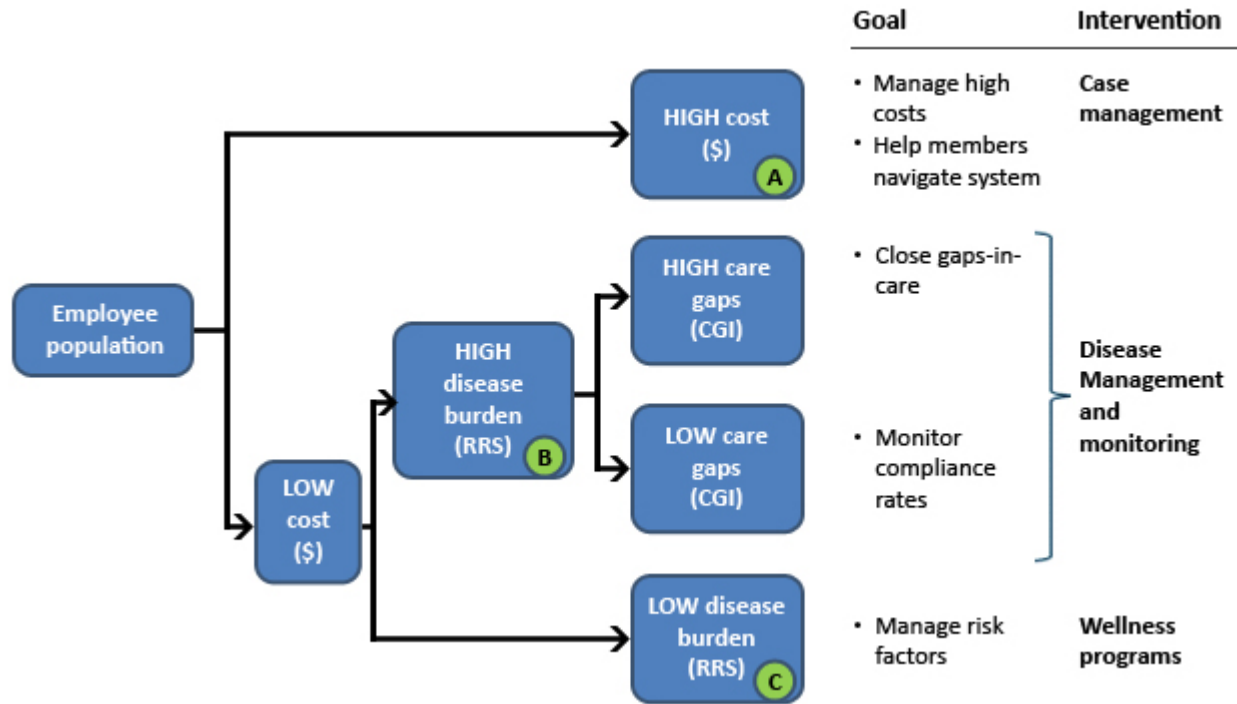 Goal
Intervention
HIGH cost
($)
A
• Manage high
costs
• Help members
navigate system
Case
management
Employee
population
LOW
cost
($)
HIGH
disease
burden
(RRS)
B
HIGH care
gaps
(CGI)
• Close gaps-in-
care
LOW care
gaps
(CGI)
• Monitor
compliance
rates
Disease
Management
and
monitoring
LOW disease
burden
(RRS)
C
• Manage risk
factors
Wellness
programs